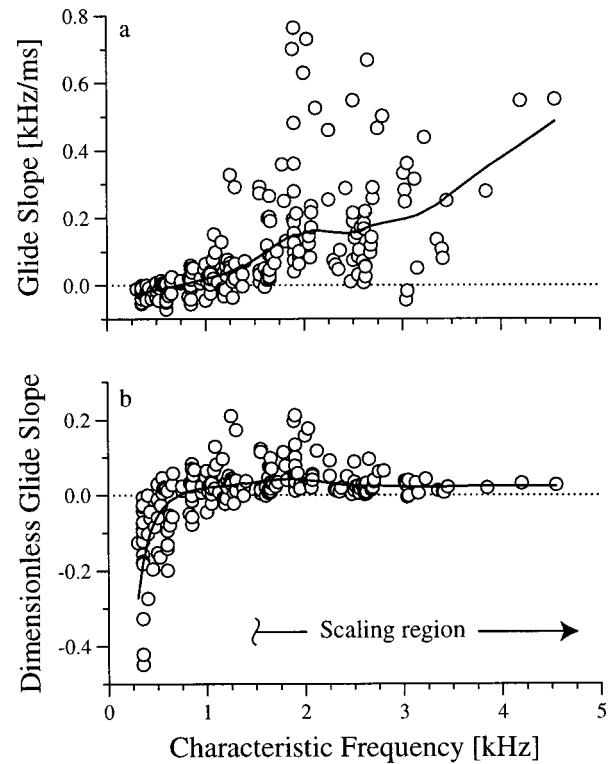 a
Glide Slope [kHz/ms]
0.8
0.6
0.4
0.2
0.0
b
Dimensionless Glide Slope
0.2
0.0
-0.2
-0.4
Scaling region
0 1 2 3 4 5
Characteristic Frequency [kHz]